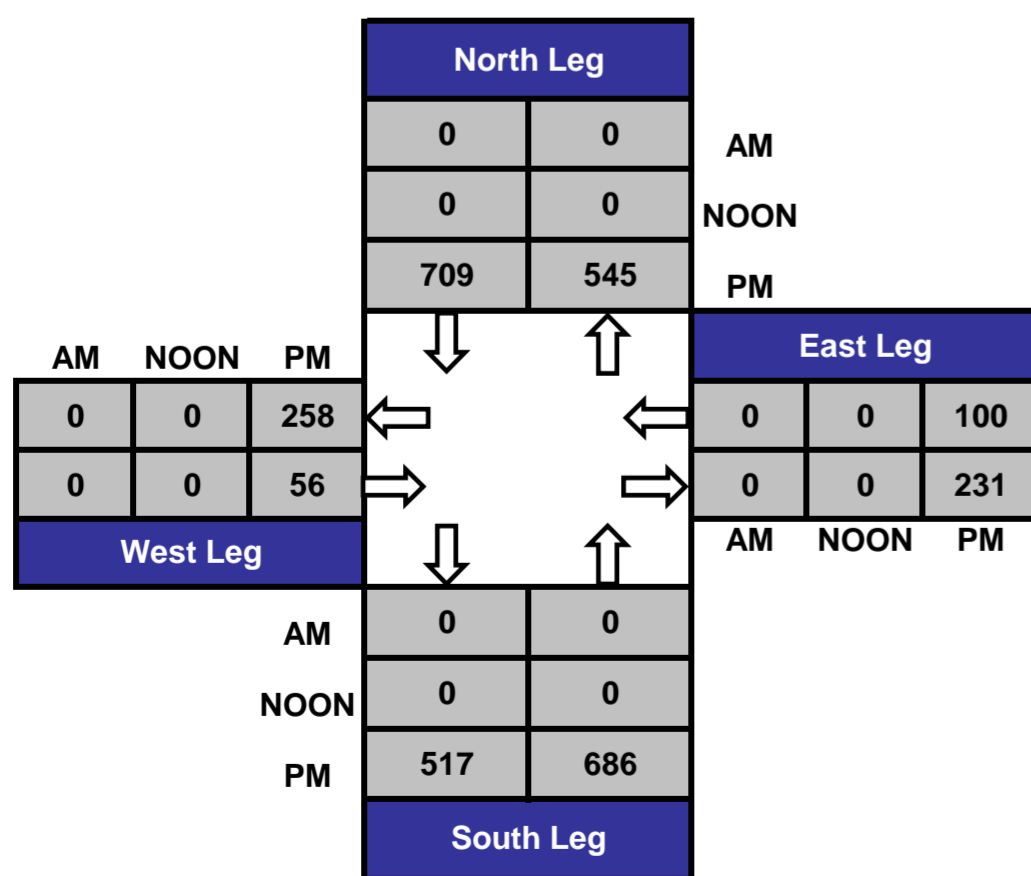 North Leg
0 0
AM
0 0
NOON
709 545
PM
East Leg
AM NOON PM
0 0 258
0 0 100
0 0 56
0 0 231
West Leg
AM NOON PM
AM
0 0
NOON
0 0
PM
517 686
South Leg